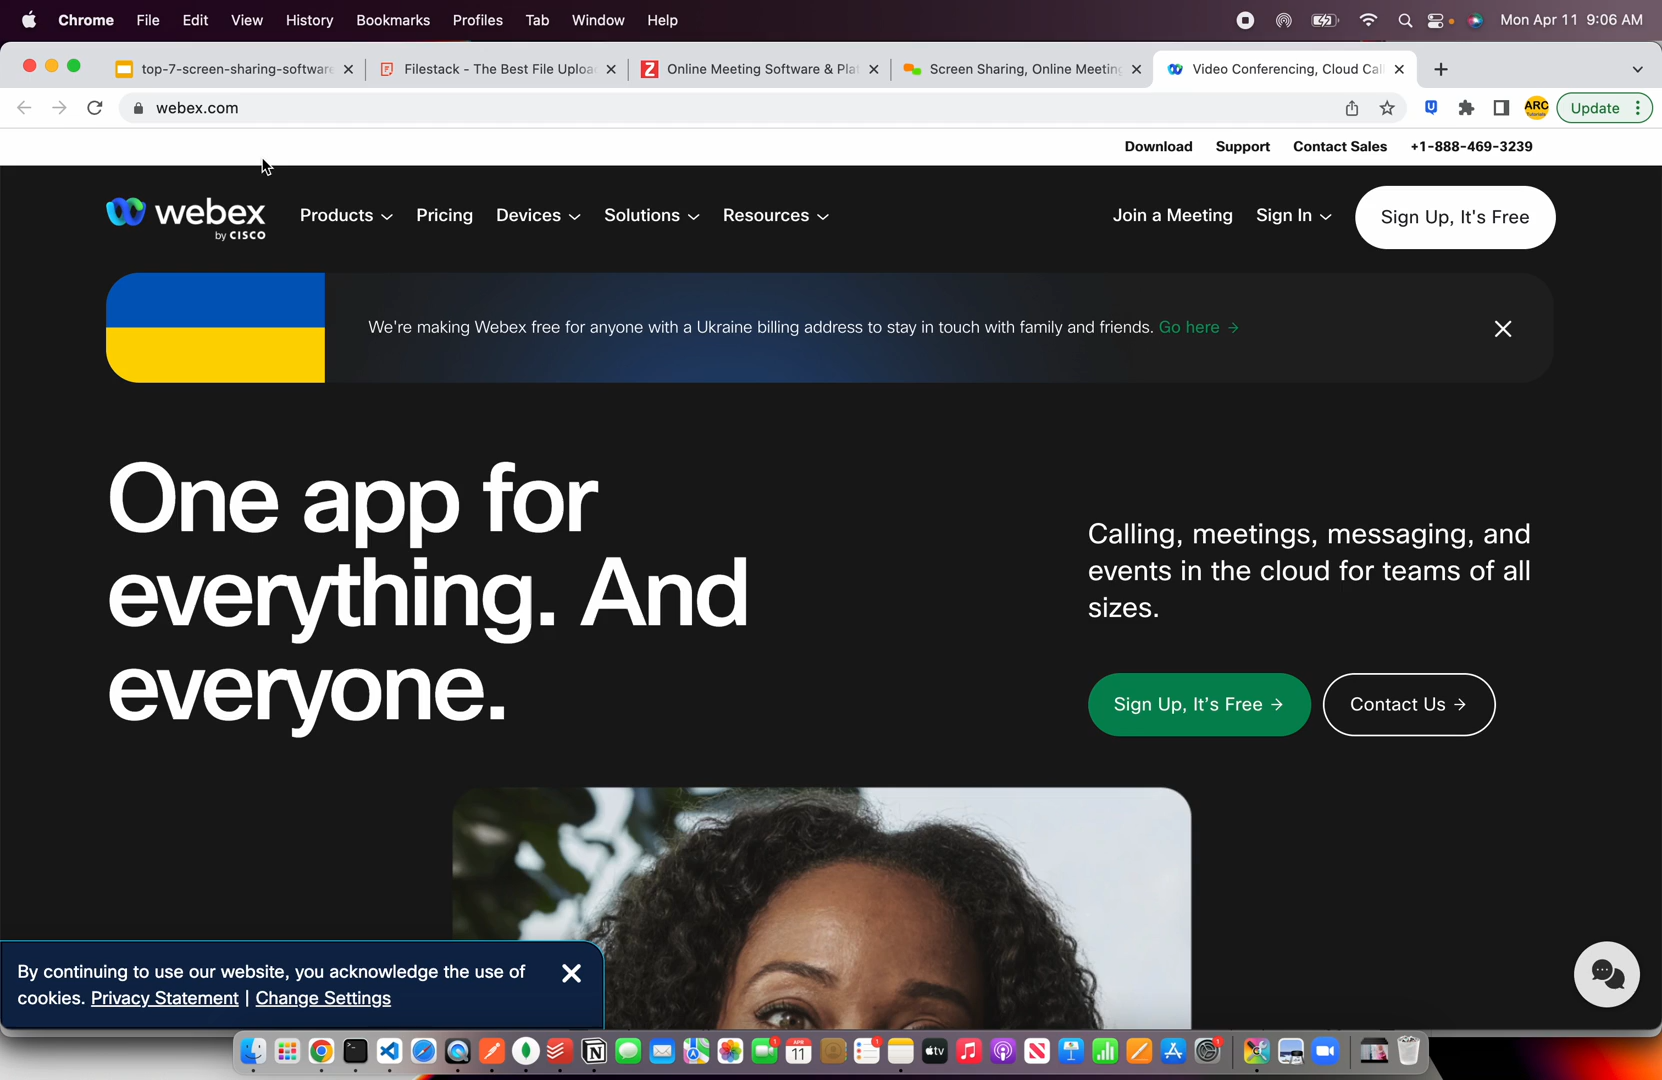 Chrome File Edit View History Bookmarks Profiles Tab Window Help Mon Apr 11 9:06 AM
top-7-screen-sharing-software Filestack - The Best File Uploa Online Meeting Software & Pla Screen Sharing, Online Meeting Video Conferencing, Cloud Cal
webex.com ARC Update
Download Support Contact Sales +1-888-469-3239
webex by CISCO Products Pricing Devices Solutions Resources Join a Meeting Sign In Sign Up, It's Free
We're making Webex free for anyone with a Ukraine billing address to stay in touch with family and friends. Go here →
One app for
everything. And
everyone.
Calling, meetings, messaging, and
events in the cloud for teams of all
sizes.
Sign Up, It's Free → Contact Us →
By continuing to use our website, you acknowledge the use of
cookies. Privacy Statement | Change Settings
APR
11
tv